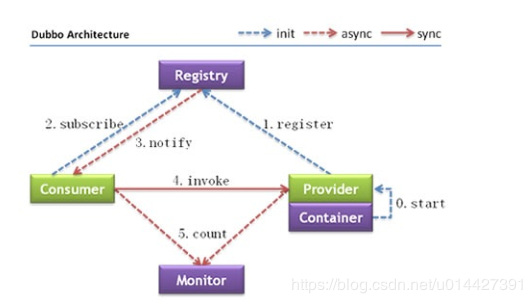 Dubbo Architecture
init
async
sync
Registry
2. subscribe
1. register
3. notify
Consumer
4. invoke
Provider
Container
0. start
5. count
Monitor
https://blog.csdn.net/u014427391